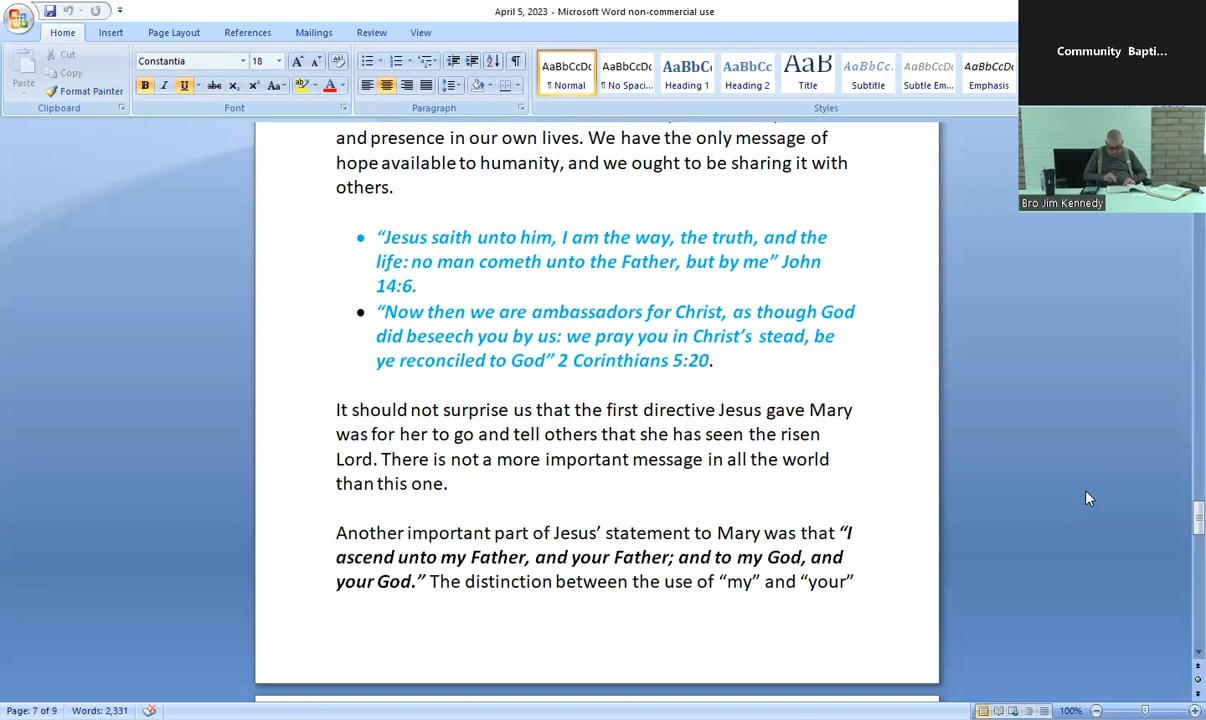 April 5, 2023 - Microsoft Word non-commercial use
Home Insert Page Layout References Mailings Review View
Cut
Copy
Format Painter
Paste
Clipboard
Constantia 18
B I U abc X₂ X² Aa
Font
Paragraph
AaBbCcDc AaBbCcDc AaBbC AaBbCc AaB AaBbCc. AaBbCcDc AaBbCcDc
¶ Normal ¶ No Spaci... Heading 1 Heading 2 Title Subtitle Subtle Em... Emphasis
Styles
Community Bapti...
Bro Jim Kennedy
and presence in our own lives. We have the only message of
hope available to humanity, and we ought to be sharing it with
others.
• “Jesus saith unto him, I am the way, the truth, and the
life: no man cometh unto the Father, but by me” John
14:6.
• “Now then we are ambassadors for Christ, as though God
did beseech you by us: we pray you in Christ’s stead, be
ye reconciled to God” 2 Corinthians 5:20.
It should not surprise us that the first directive Jesus gave Mary
was for her to go and tell others that she has seen the risen
Lord. There is not a more important message in all the world
than this one.
Another important part of Jesus’ statement to Mary was that “I
ascend unto my Father, and your Father; and to my God, and
your God.” The distinction between the use of “my” and “your”
Page: 7 of 9 Words: 2,331 100%